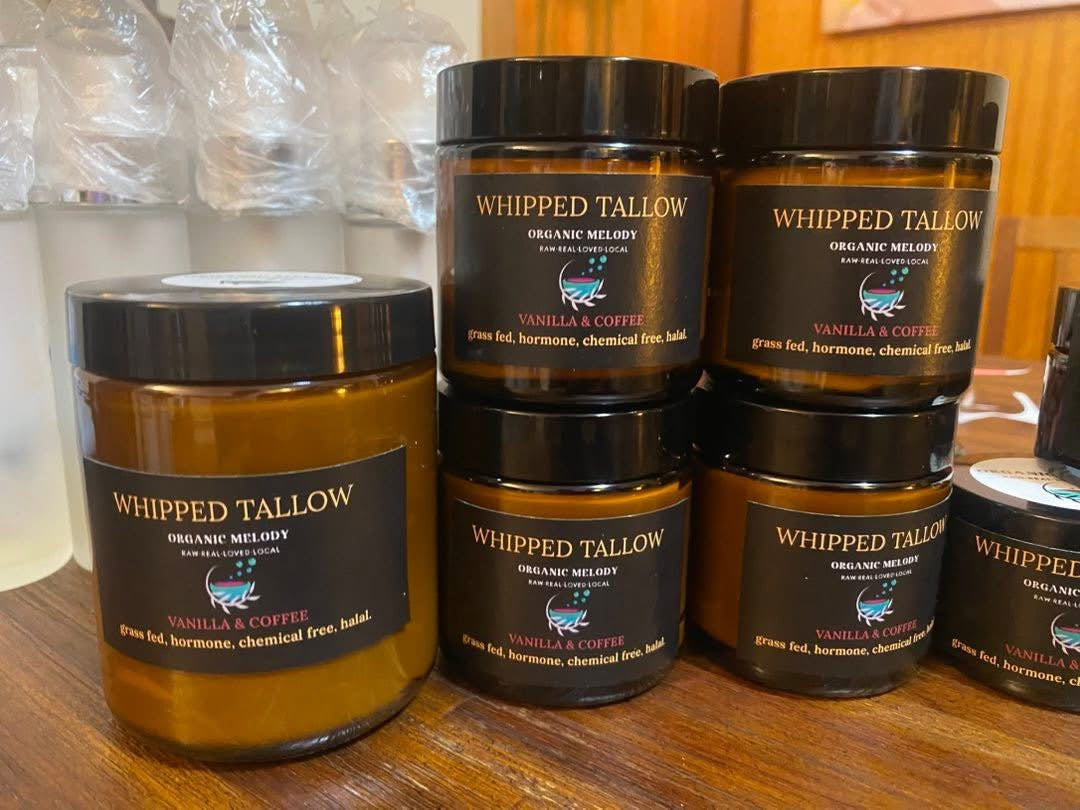 WHIPPED TALLOW
ORGANIC MELODY
RAW·REAL·LOVED·LOCAL
VANILLA & COFFEE
grass fed, hormone, chemical free, halal.
WHIPPED TALLOW
ORGANIC MELODY
RAW·REAL·LOVED·LOCAL
VANILLA & COFFEE
grass fed, hormone, chemical free, halal.
WHIPPED TALLOW
ORGANIC MELODY
RAW-REAL-LOVED-LOCAL
VANILLA & COFFEE
grass fed, hormone, chemical free, halal.
WHIPPED TALLOW
ORGANIC MELODY
RAW·REAL·LOVED·LOCAL
VANILLA & COFFEE
grass fed, hormone, chemical free, halal.
WHIPPED TALLOW
ORGANIC MELODY
RAW·REAL·LOVED·LOCAL
VANILLA & COFFEE
grass fed, hormone, chemical free,
ORGANIC
WHIPPED
ORGANIC
VANILLA &
grass fed, hormone,